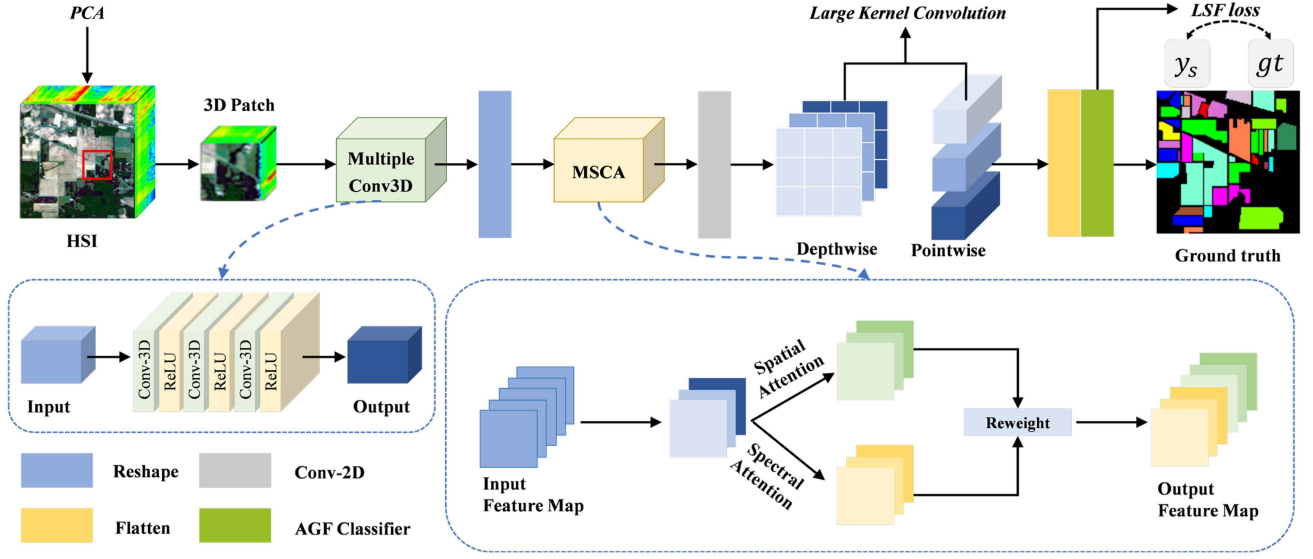 PCA
Large Kernel Convolution
LSF loss
y_s
gt
3D Patch
Multiple
Conv3D
MSCA
HSI
Depthwise
Pointwise
Ground truth
Conv-3D
ReLU
Conv-3D
ReLU
Conv-3D
ReLU
Input
Output
Spatial
Attention
Spectral
Attention
Reweight
Input
Feature Map
Output
Feature Map
Reshape
Conv-2D
Flatten
AGF Classifier